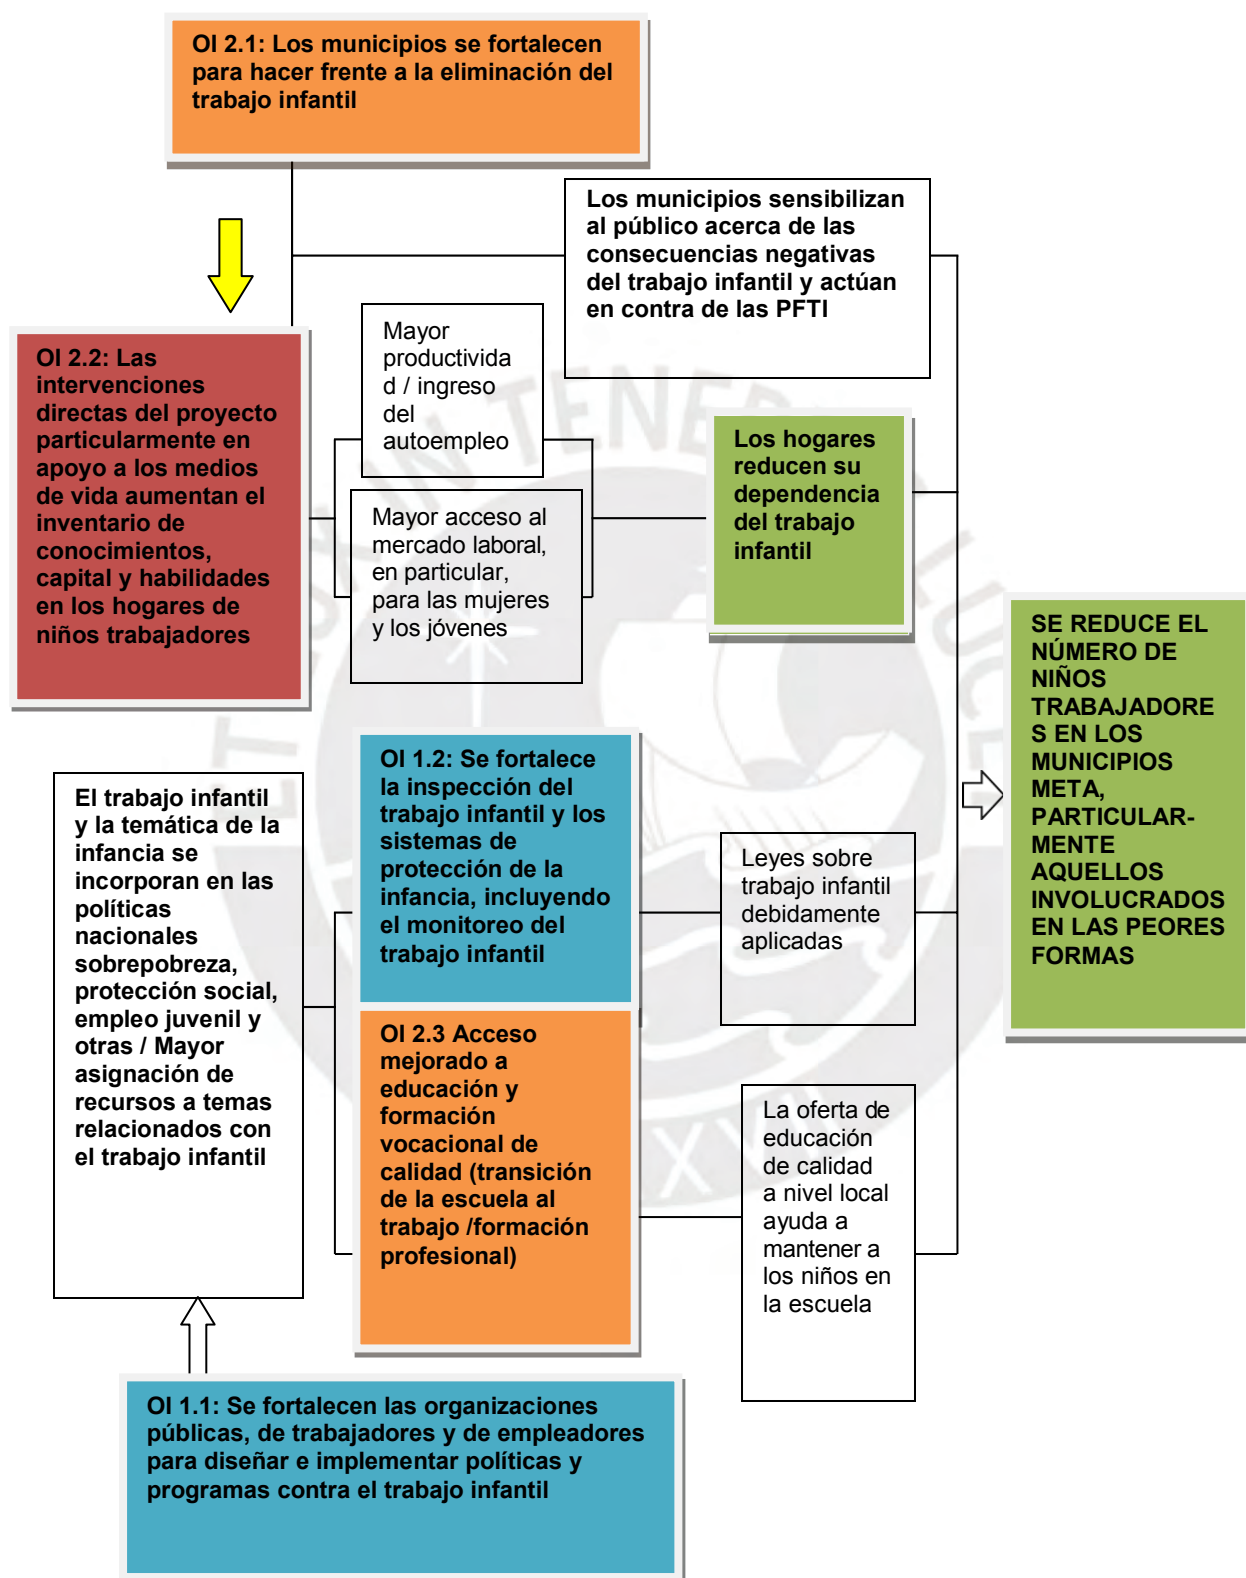 OI 2.1: Los municipios se fortalecen
para hacer frente a la eliminación del
trabajo infantil
Los municipios sensibilizan
al público acerca de las
consecuencias negativas
del trabajo infantil y actúan
en contra de las PFTI
Mayor
productivida
d / ingreso
del
autoempleo
OI 2.2: Las
intervenciones
directas del proyecto
particularmente en
apoyo a los medios
de vida aumentan el
inventario de
conocimientos,
capital y habilidades
en los hogares de
niños trabajadores
Los hogares
reducen su
dependencia
del trabajo
infantil
Mayor acceso al
mercado laboral,
en particular,
para las mujeres
y los jóvenes
SE REDUCE EL
NÚMERO DE
NIÑOS
TRABAJADORE
S EN LOS
MUNICIPIOS
META,
PARTICULAR-
MENTE
AQUELLOS
INVOLUCRADOS
EN LAS PEORES
FORMAS
OI 1.2: Se fortalece
la inspección del
trabajo infantil y los
sistemas de
protección de la
infancia, incluyendo
el monitoreo del
trabajo infantil
El trabajo infantil
y la temática de la
infancia se
incorporan en las
políticas
nacionales
sobrepobreza,
protección social,
empleo juvenil y
otras / Mayor
asignación de
recursos a temas
relacionados con
el trabajo infantil
Leyes sobre
trabajo infantil
debidamente
aplicadas
OI 2.3 Acceso
mejorado a
educación y
formación
vocacional de
calidad (transición
de la escuela al
trabajo /formación
profesional)
La oferta de
educación
de calidad
a nivel local
ayuda a
mantener a
los niños en
la escuela
OI 1.1: Se fortalecen las organizaciones
públicas, de trabajadores y de empleadores
para diseñar e implementar políticas y
programas contra el trabajo infantil